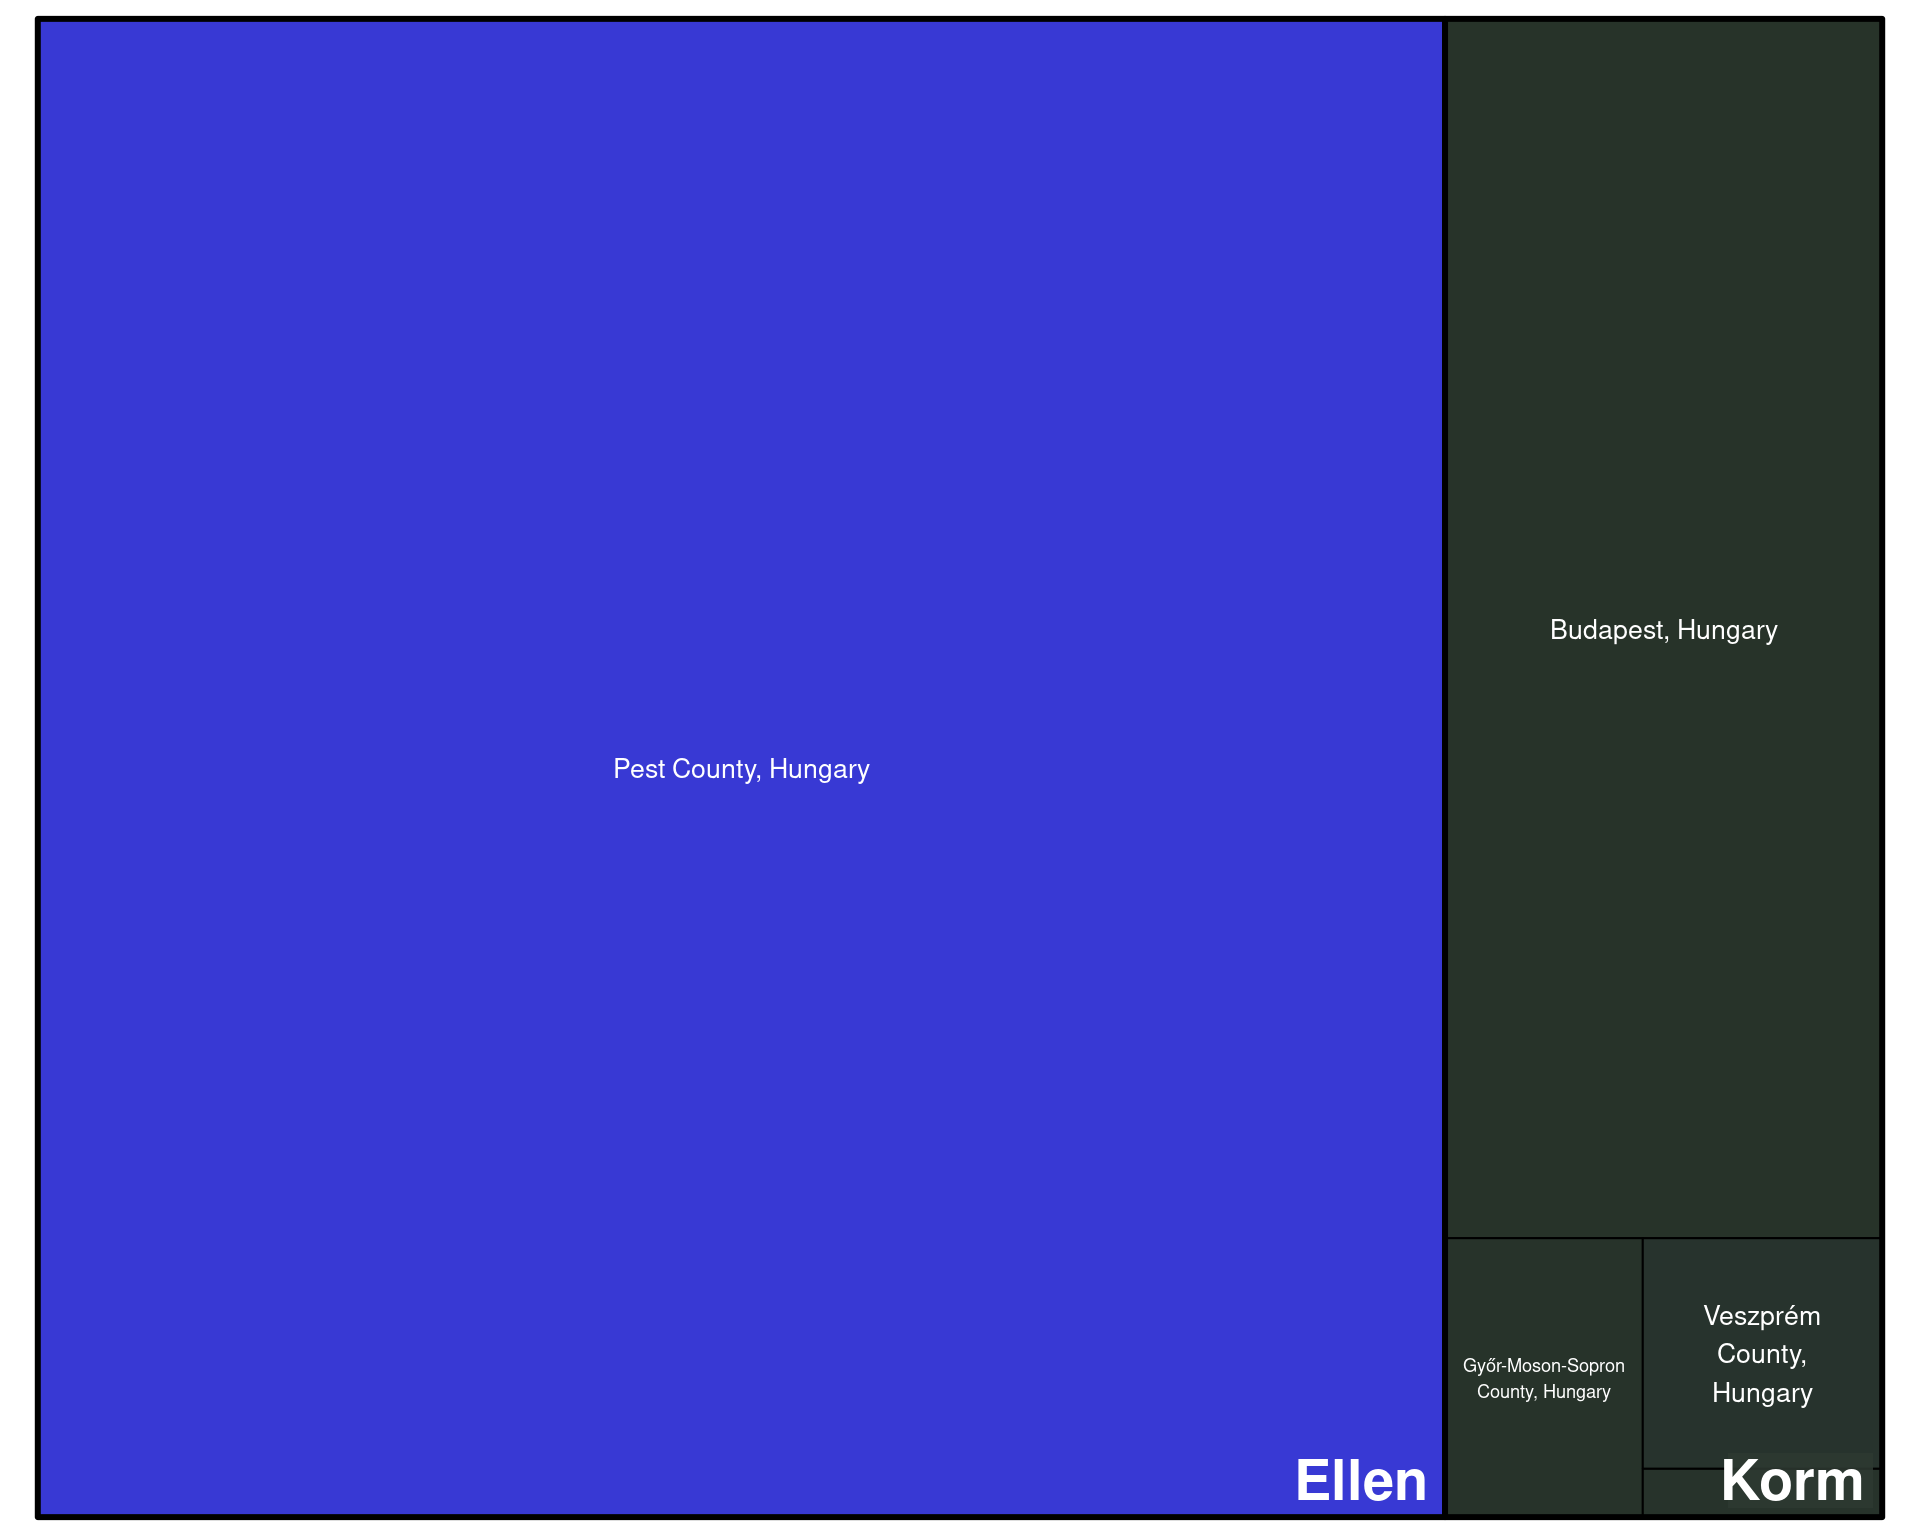 Budapest, Hungary
Pest County, Hungary
Veszprém
County,
Hungary
Győr-Moson-Sopron
County, Hungary
Ellen
Korm